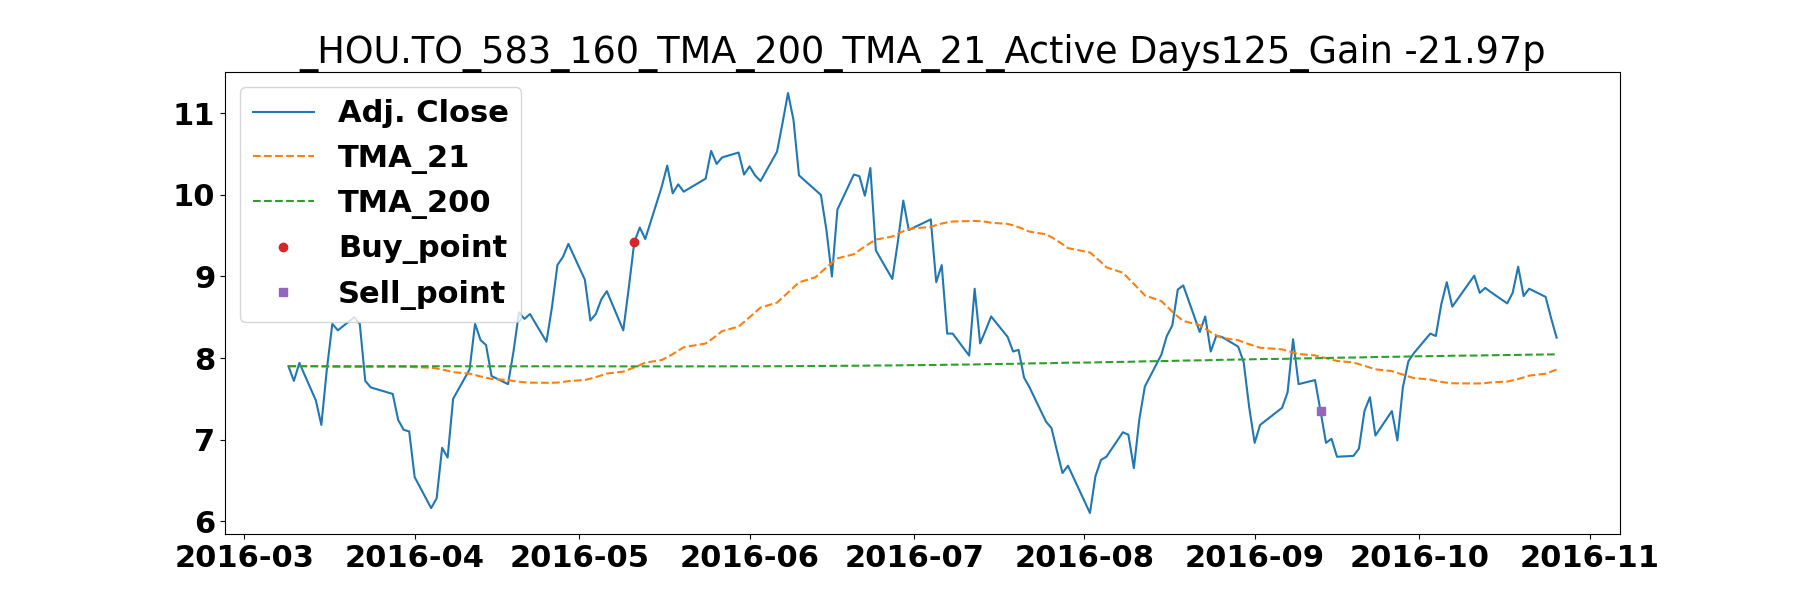 _HOU.TO_583_160_TMA_200_TMA_21_Active Days125_Gain -21.97p
Adj. Close
TMA_21
TMA_200
Buy_point
Sell_point
11
10
9
8
7
6
2016-03 2016-04 2016-05 2016-06 2016-07 2016-08 2016-09 2016-10 2016-11